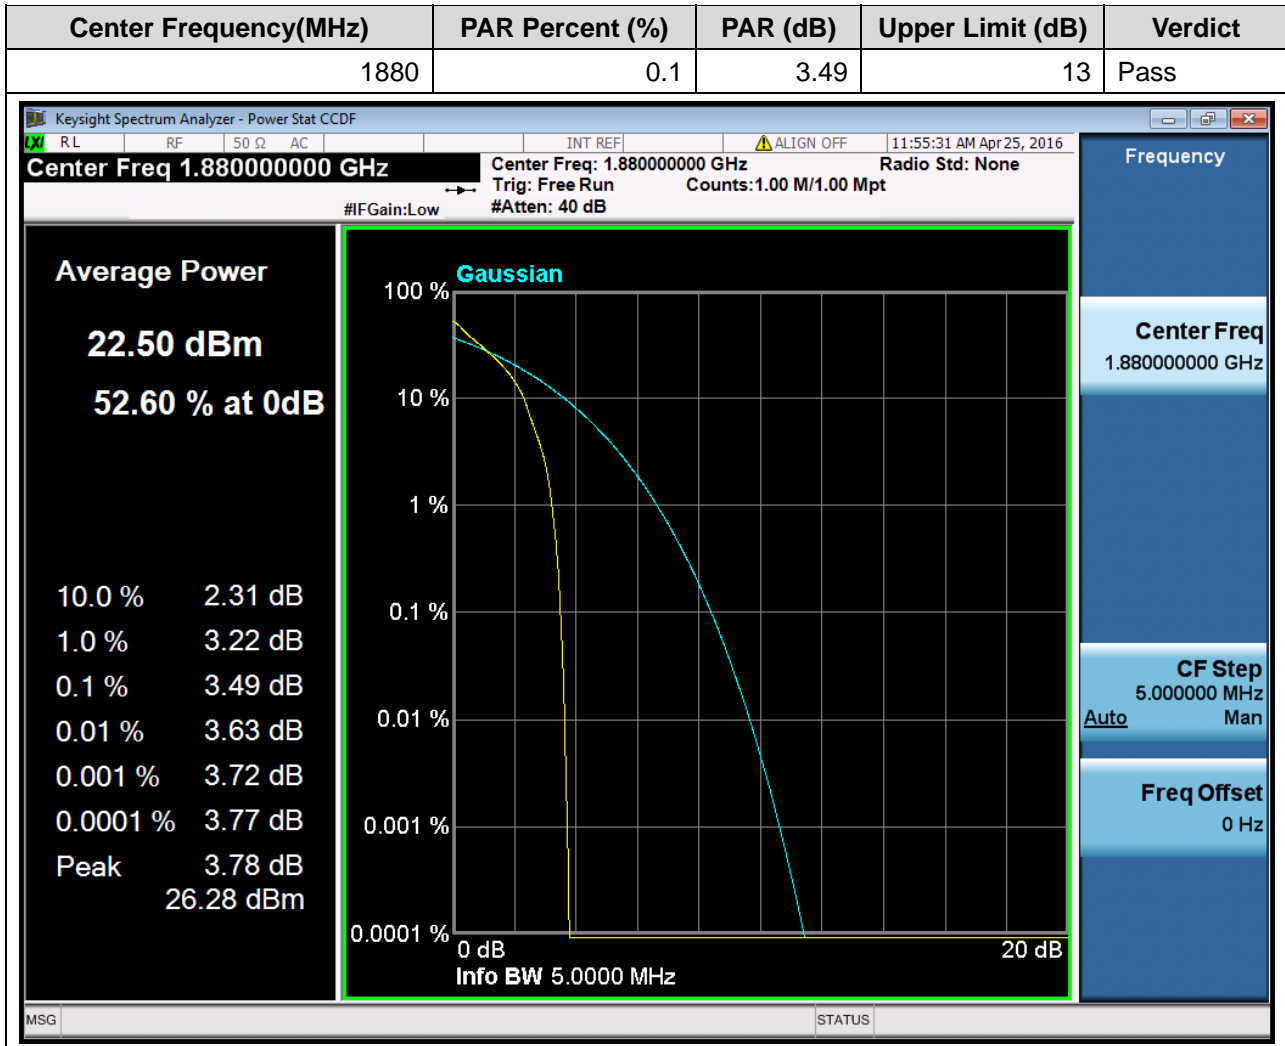 Center Frequency(MHz) PAR Percent (%) PAR (dB) Upper Limit (dB) Verdict
1880 0.1 3.49 13 Pass
Keysight Spectrum Analyzer - Power Stat CCDF
LXI RL RF 50 Ω AC INT REF ALIGN OFF 11:55:31 AM Apr 25, 2016
Center Freq 1.880000000 GHz
Center Freq: 1.880000000 GHz Radio Std: None
Trig: Free Run Counts:1.00 M/1.00 Mpt
#IFGain:Low #Atten: 40 dB
Average Power
22.50 dBm
52.60 % at 0dB
10.0 % 2.31 dB
1.0 % 3.22 dB
0.1 % 3.49 dB
0.01 % 3.63 dB
0.001 % 3.72 dB
0.0001 % 3.77 dB
Peak 3.78 dB
26.28 dBm
Gaussian
100 %
10 %
1 %
0.1 %
0.01 %
0.001 %
0.0001 %
0 dB 20 dB
Info BW 5.0000 MHz
Frequency
Center Freq
1.880000000 GHz
CF Step
5.000000 MHz
Auto Man
Freq Offset
0 Hz
MSG STATUS